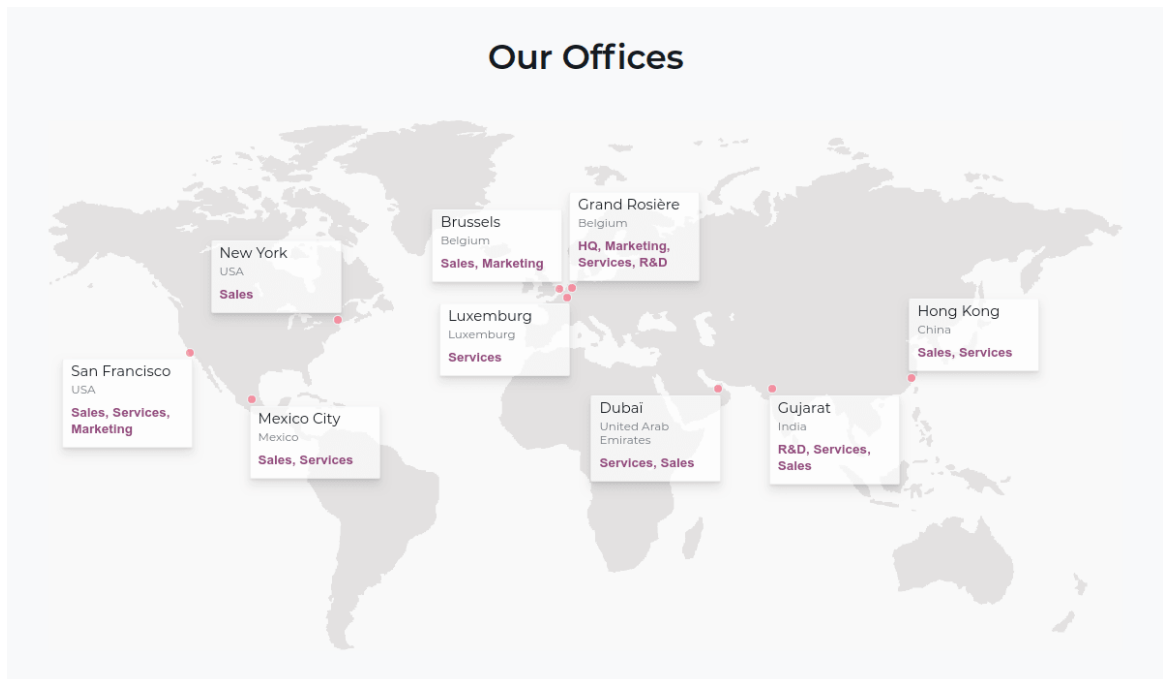 Our Offices
Grand Rosière
Belgium
HQ, Marketing,
Services, R&D
Brussels
Belgium
Sales, Marketing
New York
USA
Sales
Luxemburg
Luxemburg
Services
Hong Kong
China
Sales, Services
San Francisco
USA
Sales, Services,
Marketing
Mexico City
Mexico
Sales, Services
Dubaï
United Arab
Emirates
Services, Sales
Gujarat
India
R&D, Services,
Sales